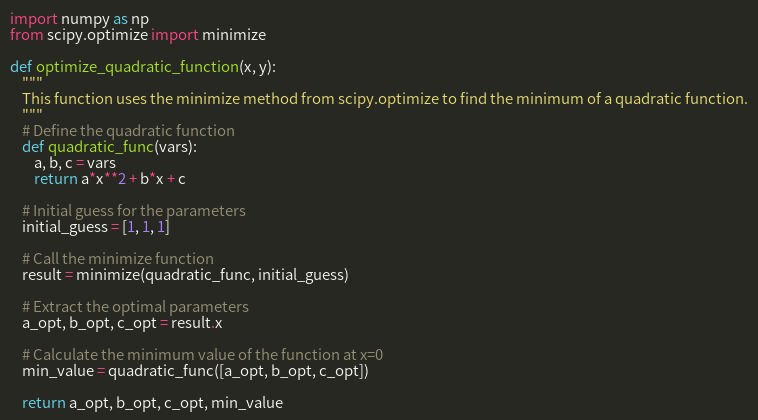 import numpy as np
from scipy.optimize import minimize
def optimize_quadratic_function(x, y):
"""
This function uses the minimize method from scipy.optimize to find the minimum of a quadratic function.
"""
# Define the quadratic function
def quadratic_func(vars):
a, b, c = vars
return a*x**2 + b*x + c
# Initial guess for the parameters
initial_guess = [1, 1, 1]
# Call the minimize function
result = minimize(quadratic_func, initial_guess)
# Extract the optimal parameters
a_opt, b_opt, c_opt = result.x
# Calculate the minimum value of the function at x=0
min_value = quadratic_func([a_opt, b_opt, c_opt])
return a_opt, b_opt, c_opt, min_value